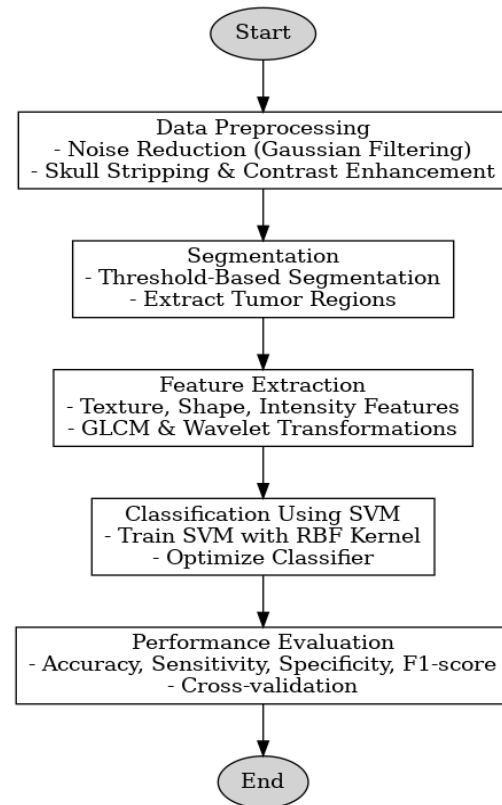 Start
Data Preprocessing
- Noise Reduction (Gaussian Filtering)
- Skull Stripping & Contrast Enhancement
Segmentation
- Threshold-Based Segmentation
- Extract Tumor Regions
Feature Extraction
- Texture, Shape, Intensity Features
- GLCM & Wavelet Transformations
Classification Using SVM
- Train SVM with RBF Kernel
- Optimize Classifier
Performance Evaluation
- Accuracy, Sensitivity, Specificity, F1-score
- Cross-validation
End